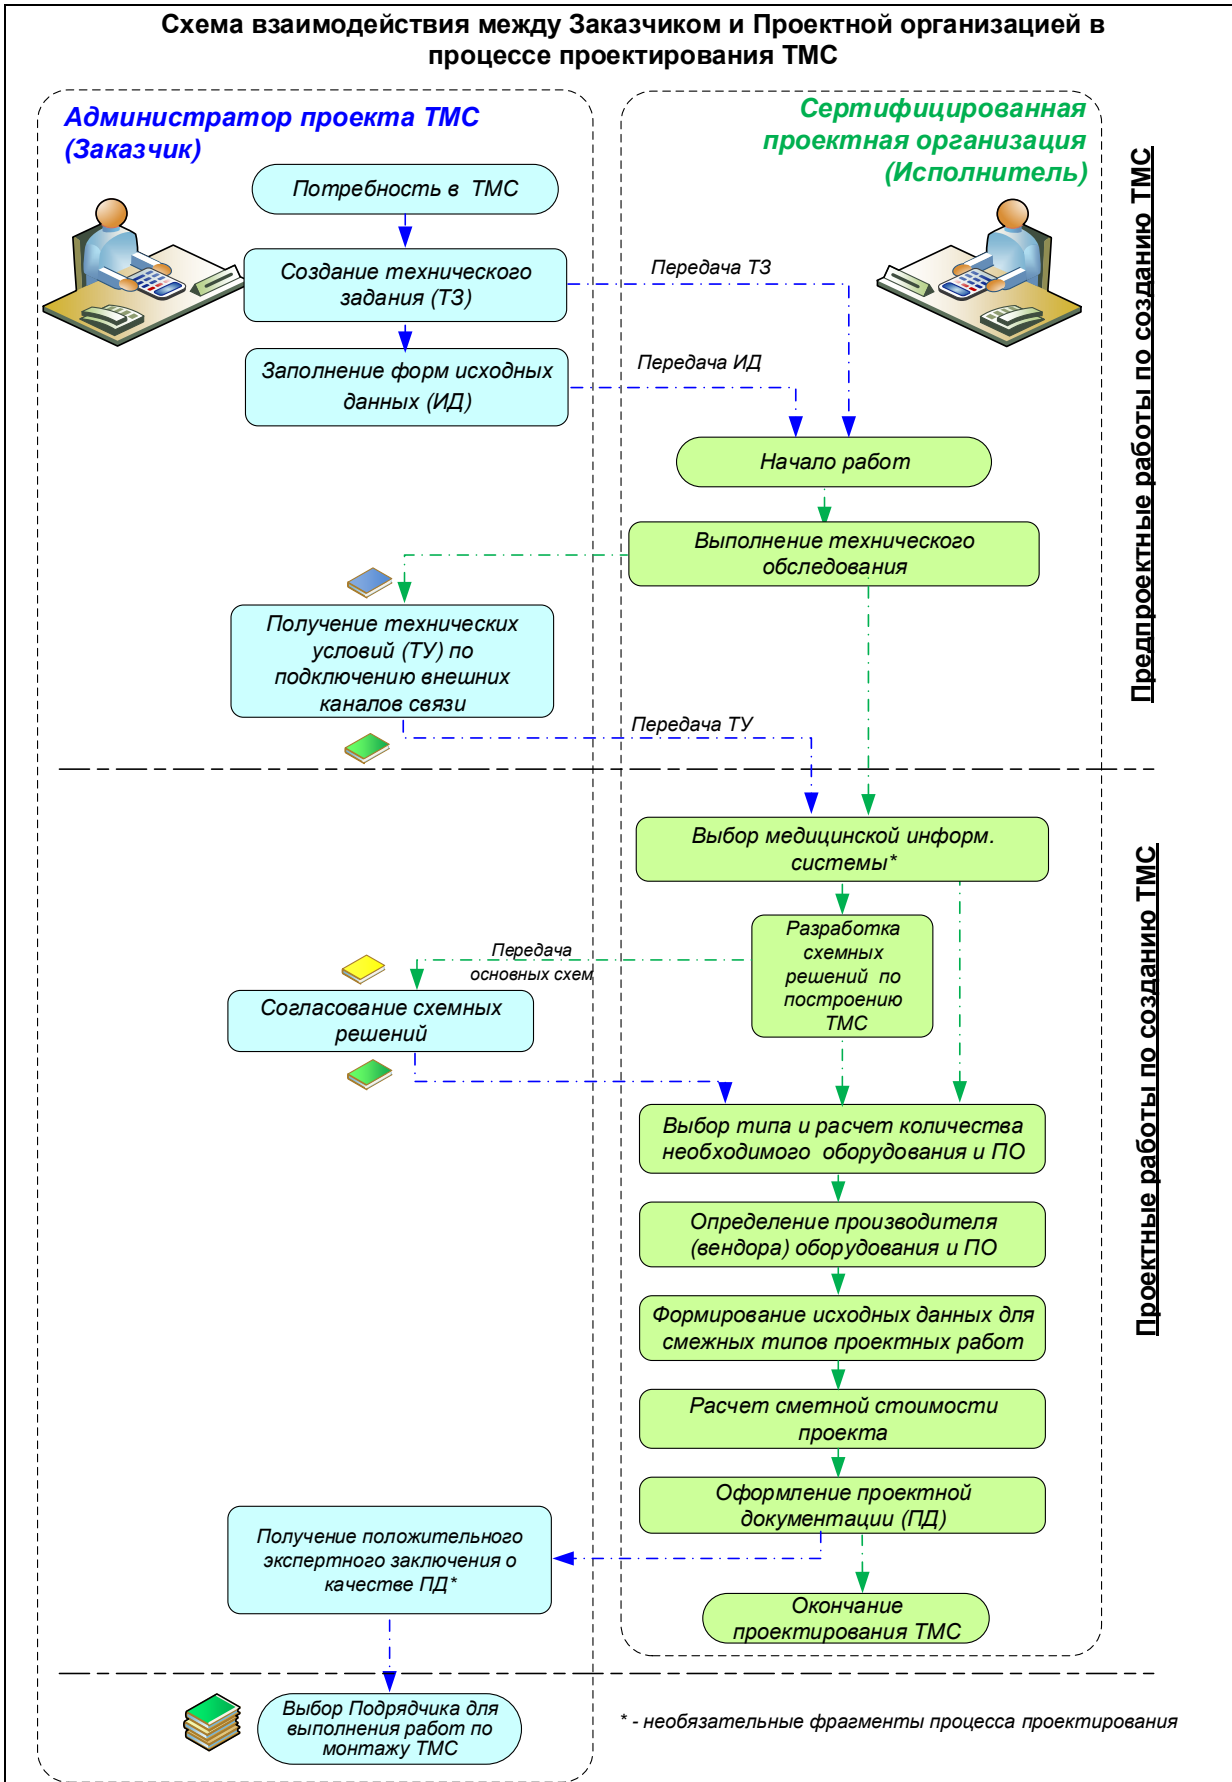 Схема взаимодействия между Заказчиком и Проектной организацией в
процессе проектирования ТМС
Администратор проекта ТМС
(Заказчик)
Сертифицированная
проектная организация
(Исполнитель)
Предпроектные работы по созданию ТМС
Потребность в ТМС
Создание технического
задания (ТЗ)
Передача ТЗ
Заполнение форм исходных
данных (ИД)
Передача ИД
Начало работ
Выполнение технического
обследования
Получение технических
условий (ТУ) по
подключению внешних
каналов связи
Передача ТУ
Проектные работы по созданию ТМС
Выбор медицинской информ.
системы*
Разработка
схемных
решений по
построению
ТМС
Передача
основных схем
Согласование схемных
решений
Выбор типа и расчет количества
необходимого оборудования и ПО
Определение производителя
(вендора) оборудования и ПО
Формирование исходных данных для
смежных типов проектных работ
Расчет сметной стоимости
проекта
Оформление проектной
документации (ПД)
Получение положительного
экспертного заключения о
качестве ПД*
Окончание
проектирования ТМС
Выбор Подрядчика для
выполнения работ по
монтажу ТМС
* - необязательные фрагменты процесса проектирования